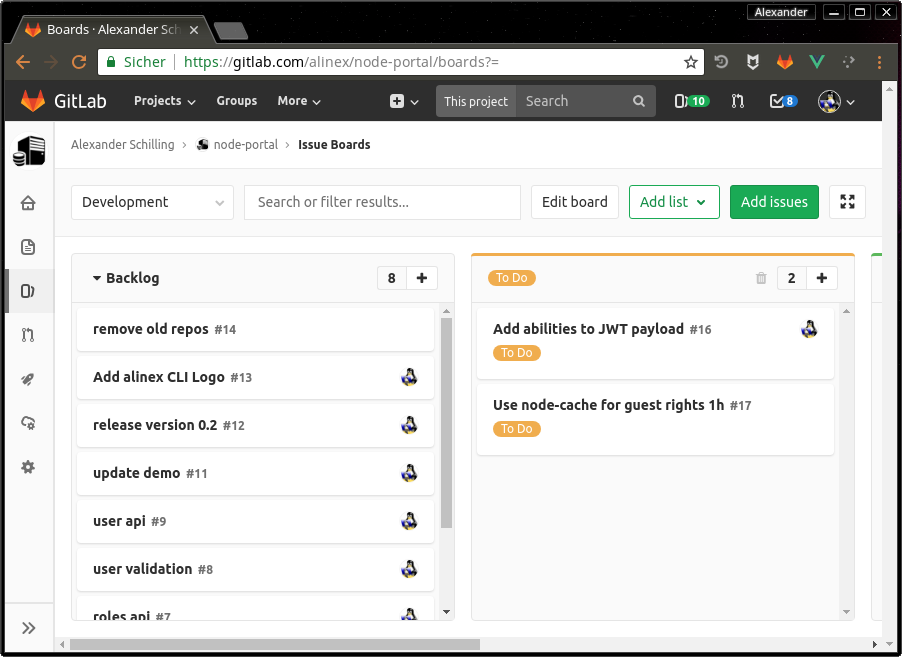 Alexander
Boards · Alexander Sch
Sicher https://gitlab.com/alinex/node-portal/boards?=
GitLab Projects Groups More This project Search 10 8
Alexander Schilling › node-portal › Issue Boards
Development Search or filter results... Edit board Add list Add issues
Backlog 8
remove old repos #14
Add alinex CLI Logo #13
release version 0.2 #12
update demo #11
user api #9
user validation #8
roles api #7
To Do 2
Add abilities to JWT payload #16
To Do
Use node-cache for guest rights 1h #17
To Do